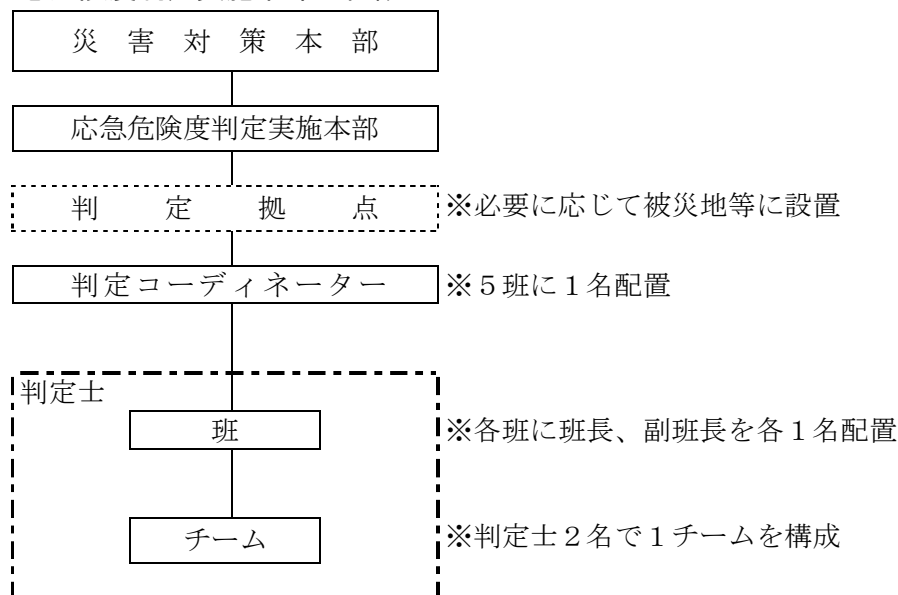 災害対策本部
応急危険度判定実施本部
判定拠点 ※必要に応じて被災地等に設置
判定コーディネーター ※5班に1名配置
判定士
班 ※各班に班長、副班長を各1名配置
チーム ※判定士2名で1チームを構成